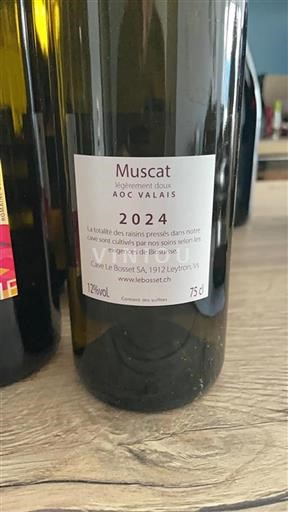 Muscat
légèrement doux
AOC VALAIS
2024
La totalité des raisins pressés dans notre
cave sont cultivés par nos soins selon les
exigences de Biosuisse.
VINIOU
Cave Le Bosset SA, 1912 Leytron, Vs
www.lebosset.ch
12%vol.
75 cl
Contient des sulfites